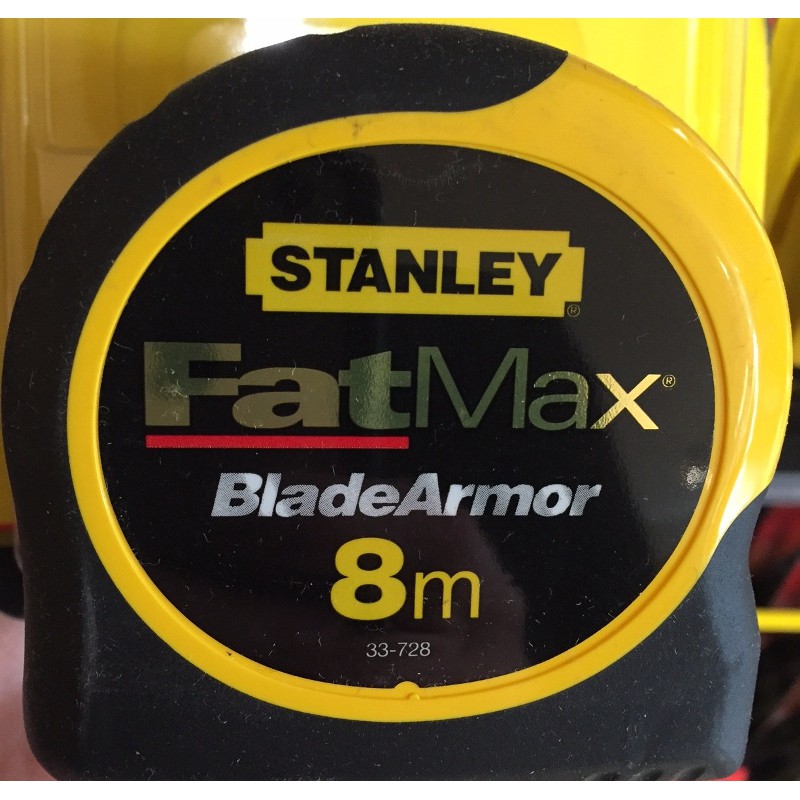 STANLEY®
FatMax®
BladeArmor
8m
33-728